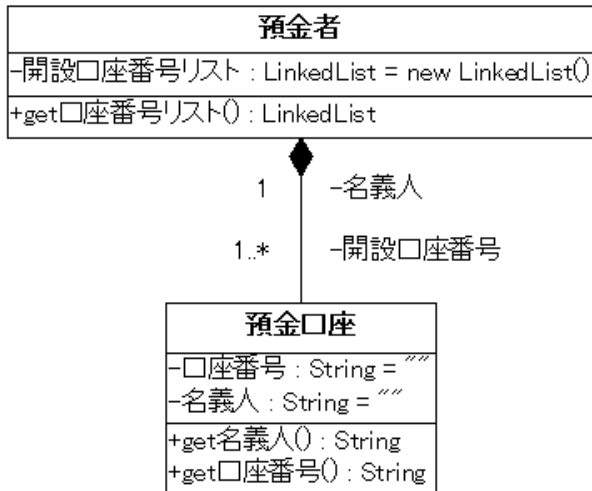 預金者
-開設口座番号リスト : LinkedList = new LinkedList()
+get口座番号リスト() : LinkedList
1 -名義人
1..* -開設口座番号
預金口座
-口座番号 : String = ""
-名義人 : String = ""
+get名義人() : String
+get口座番号() : String